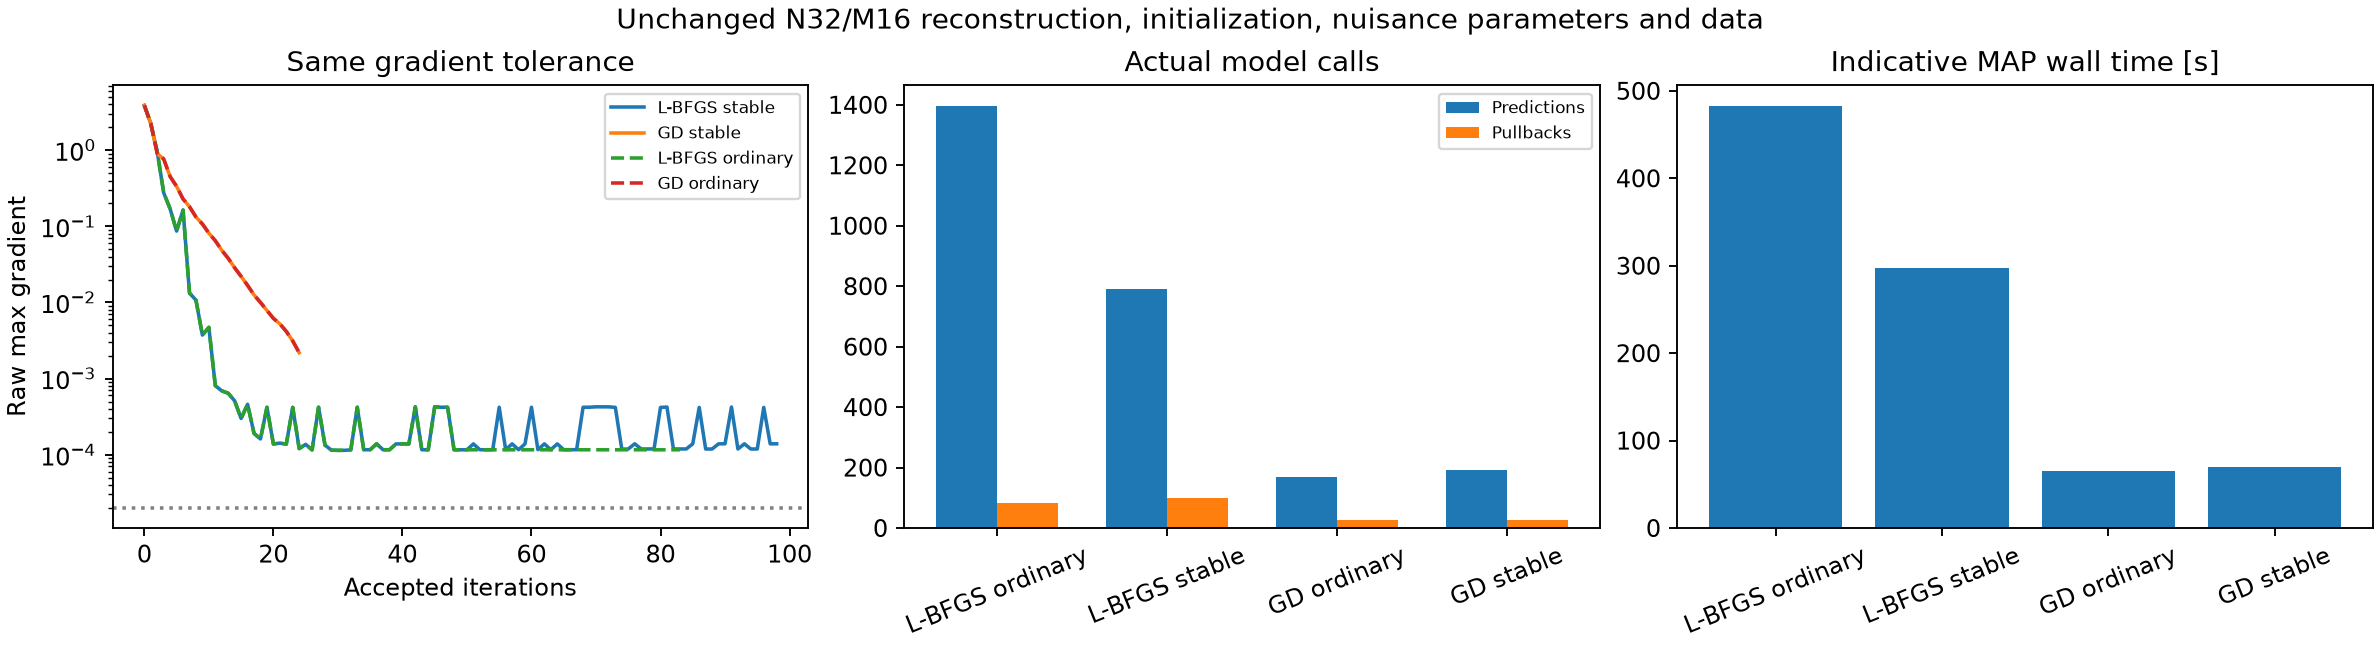 Unchanged N32/M16 reconstruction, initialization, nuisance parameters and data
Same gradient tolerance
Raw max gradient
10⁰
10⁻¹
10⁻²
10⁻³
10⁻⁴
L-BFGS stable
GD stable
L-BFGS ordinary
GD ordinary
0 20 40 60 80 100
Accepted iterations
Actual model calls
1400
1200
1000
800
600
400
200
0
Predictions
Pullbacks
L-BFGS ordinary
L-BFGS stable
GD ordinary
GD stable
Indicative MAP wall time [s]
500
400
300
200
100
0
L-BFGS ordinary
L-BFGS stable
GD ordinary
GD stable